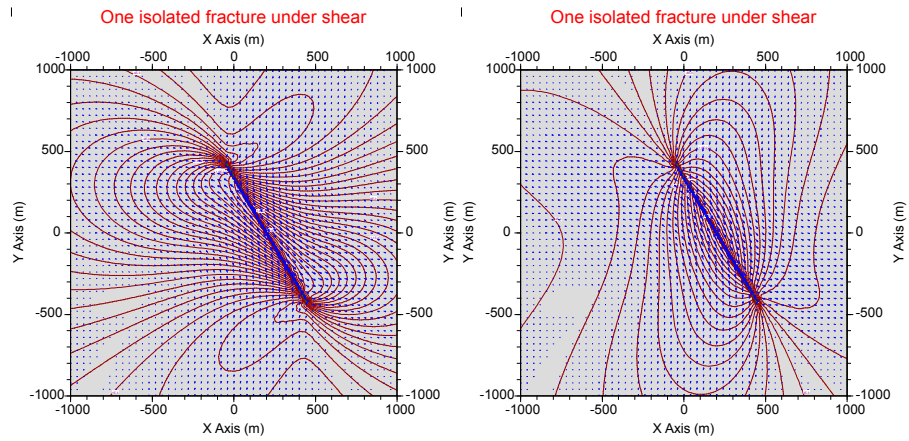 One isolated fracture under shear
X Axis (m)
-1000 -500 0 500 1000
1000 1000
500 500
Y Axis (m) 0 0 Y Axis (m)
-500 -500
-1000 -1000
-1000 -500 0 500 1000
X Axis (m)
One isolated fracture under shear
X Axis (m)
-1000 -500 0 500 1000
1000 1000
500 500
Y Axis (m) 0 0 Y Axis (m)
-500 -500
-1000 -1000
-1000 -500 0 500 1000
X Axis (m)